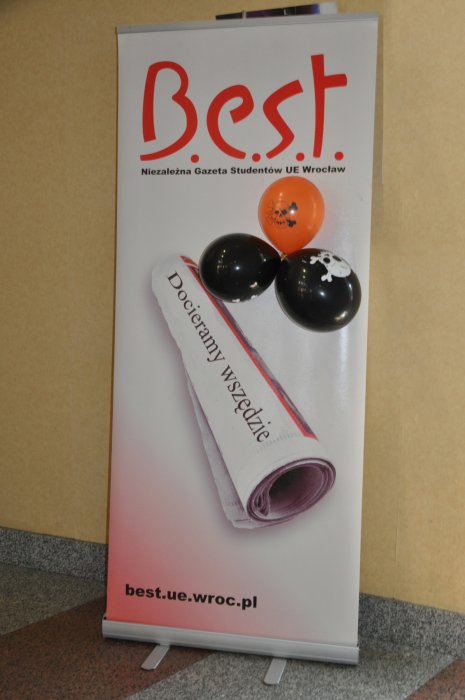 B.e.s.t.
Niezależna Gazeta Studentów UE Wrocław
Docieramy wszędzie
best.ue.wroc.pl